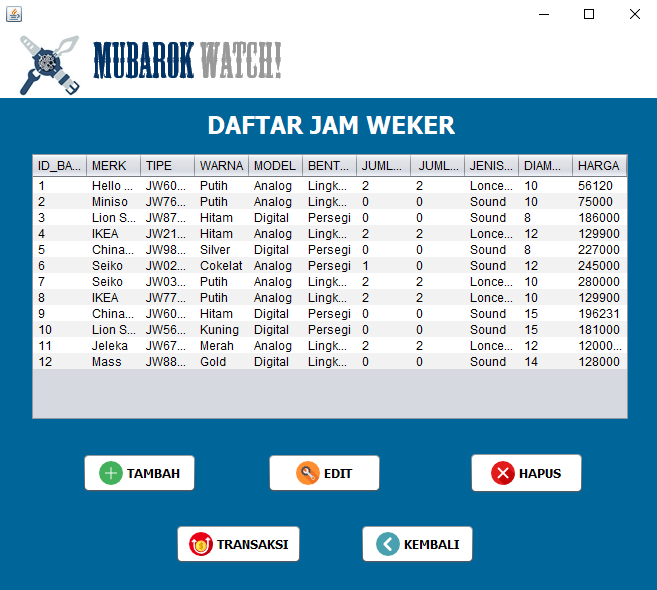 MUBAROK WATCH!
DAFTAR JAM WEKER
ID_BA... MERK TIPE WARNA MODEL BENT... JUML... JUML... JENIS... DIAM... HARGA
1 Hello ... JW60... Putih Analog Lingk... 2 2 Lonce... 10 56120
2 Miniso JW76... Putih Analog Lingk... 0 0 Sound 10 75000
3 Lion S... JW87... Hitam Digital Persegi 0 0 Sound 8 186000
4 IKEA JW21... Hitam Analog Lingk... 2 2 Lonce... 12 129900
5 China... JW98... Silver Digital Persegi 0 0 Sound 8 227000
6 Seiko JW02... Cokelat Analog Persegi 1 0 Sound 12 245000
7 Seiko JW03... Putih Analog Lingk... 2 2 Lonce... 10 280000
8 IKEA JW77... Putih Analog Lingk... 2 2 Lonce... 10 129900
9 China... JW60... Hitam Digital Persegi 0 0 Sound 15 196231
10 Lion S... JW56... Kuning Digital Persegi 0 0 Sound 15 181000
11 Jeleka JW67... Merah Analog Lingk... 2 2 Lonce... 12 12000...
12 Mass JW88... Gold Digital Lingk... 0 0 Sound 14 128000
TAMBAH EDIT HAPUS
TRANSAKSI KEMBALI